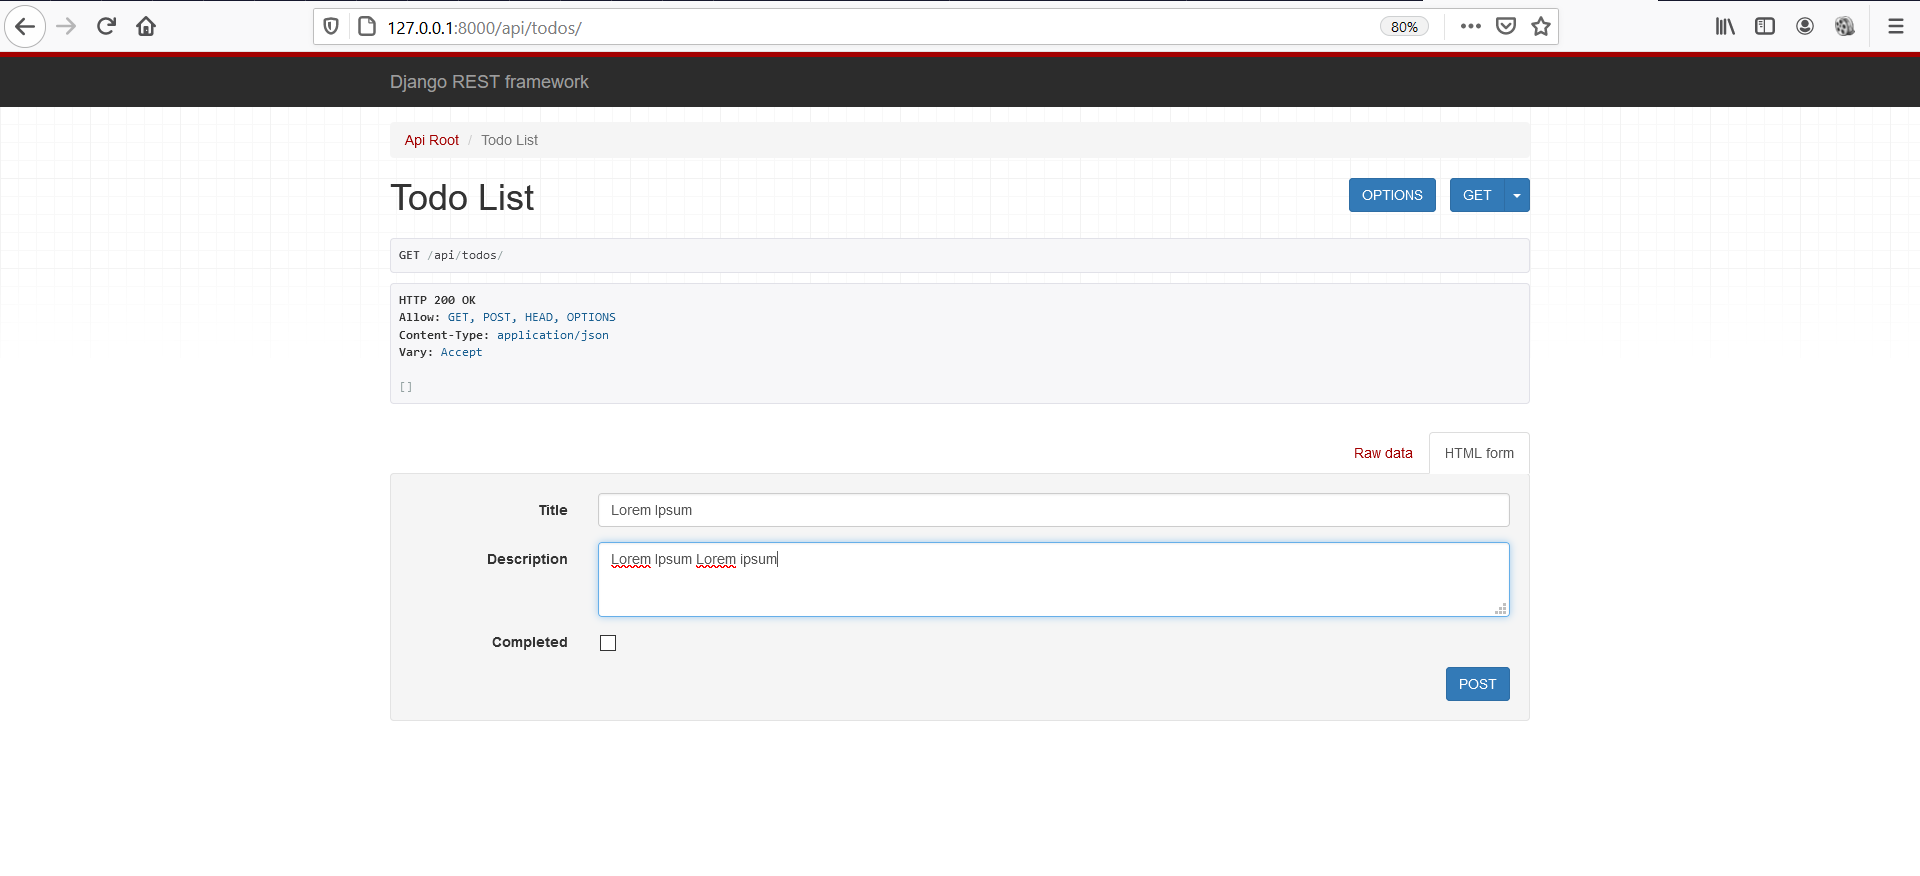 127.0.0.1:8000/api/todos/ 80%
Django REST framework
Api Root / Todo List
Todo List OPTIONS GET
GET /api/todos/
HTTP 200 OK
Allow: GET, POST, HEAD, OPTIONS
Content-Type: application/json
Vary: Accept
[]
Raw data HTML form
Title Lorem Ipsum
Description Lorem Ipsum Lorem ipsum
Completed
POST